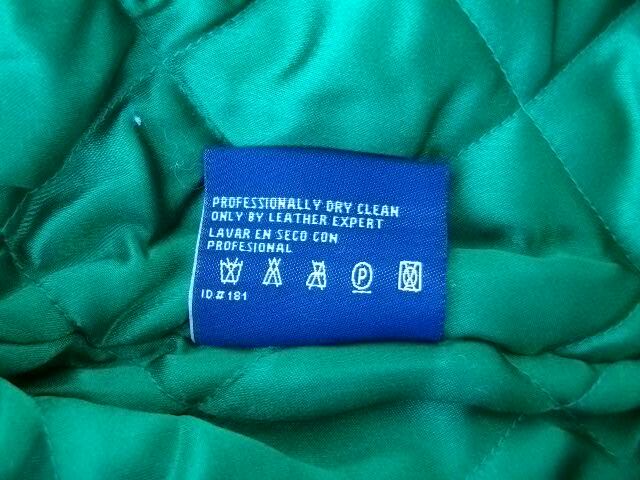 PROFESSIONALLY DRY CLEAN
ONLY BY LEATHER EXPERT
LAVAR EN SECO CON
PROFESIONAL
P
ID.# 181